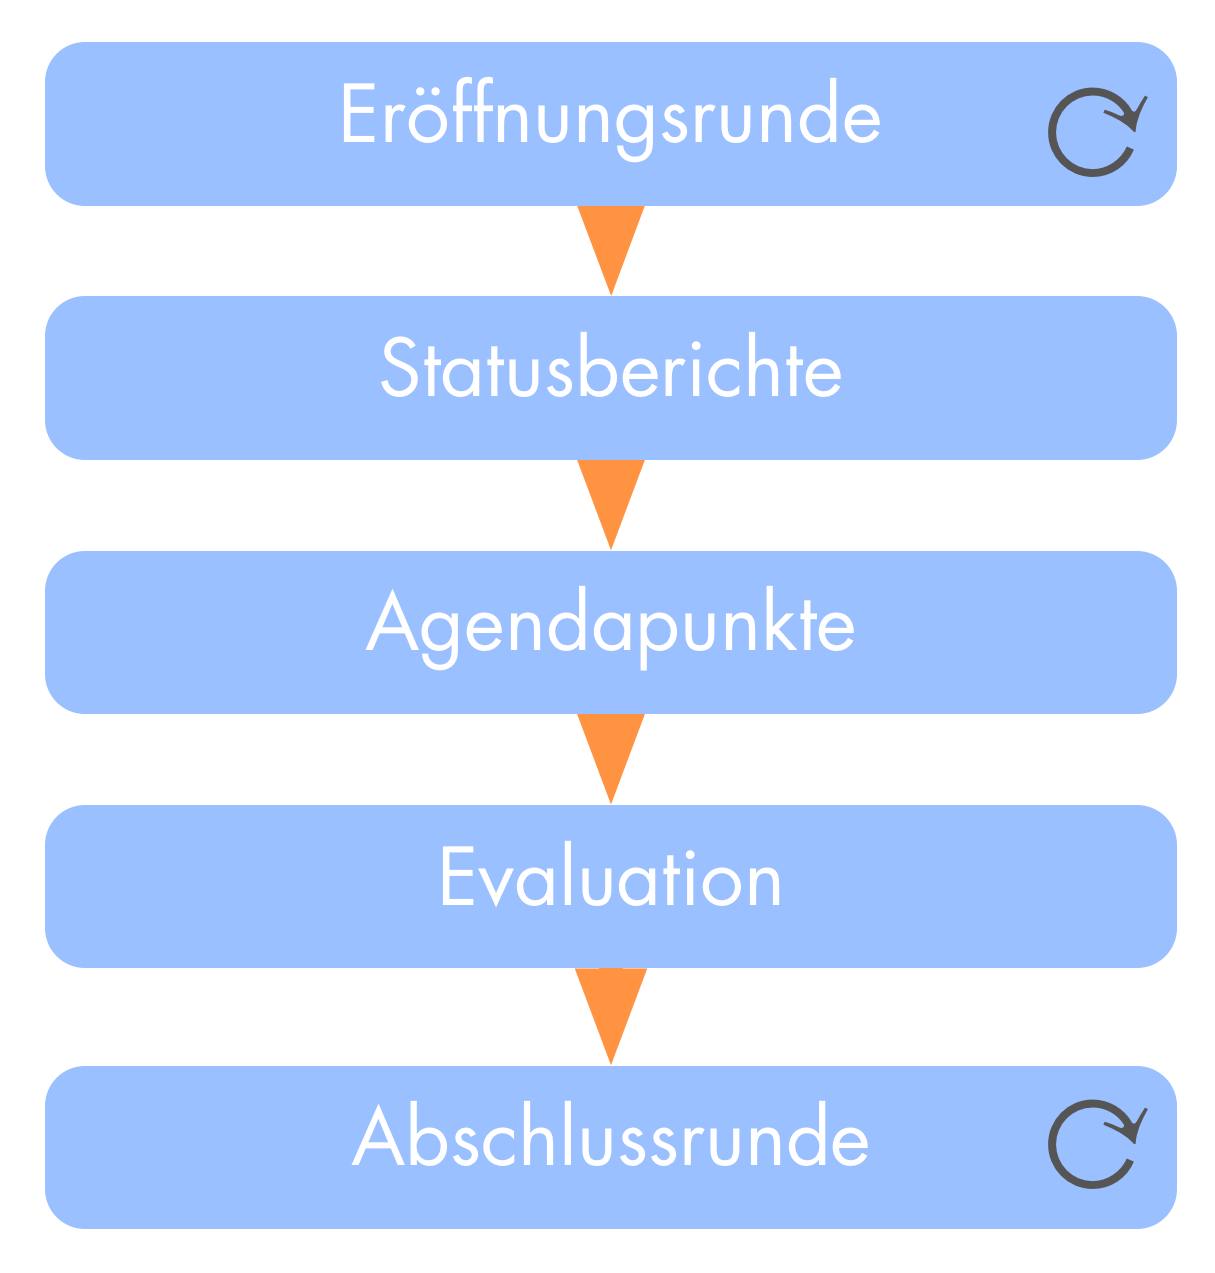 Eröffnungsrunde
Statusberichte
Agendapunkte
Evaluation
Abschlussrunde